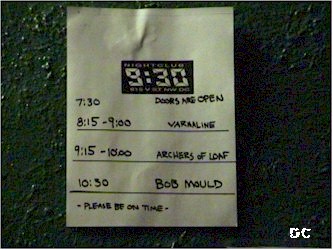 NIGHTCLUB
9:30
815 V ST NW DC
7:30 DOORS ARE OPEN
8:15 - 9:00 VARNALINE
9:15 - 10:00 ARCHERS OF LOAF
10:30 BOB MOULD
- PLEASE BE ON TIME -
DC